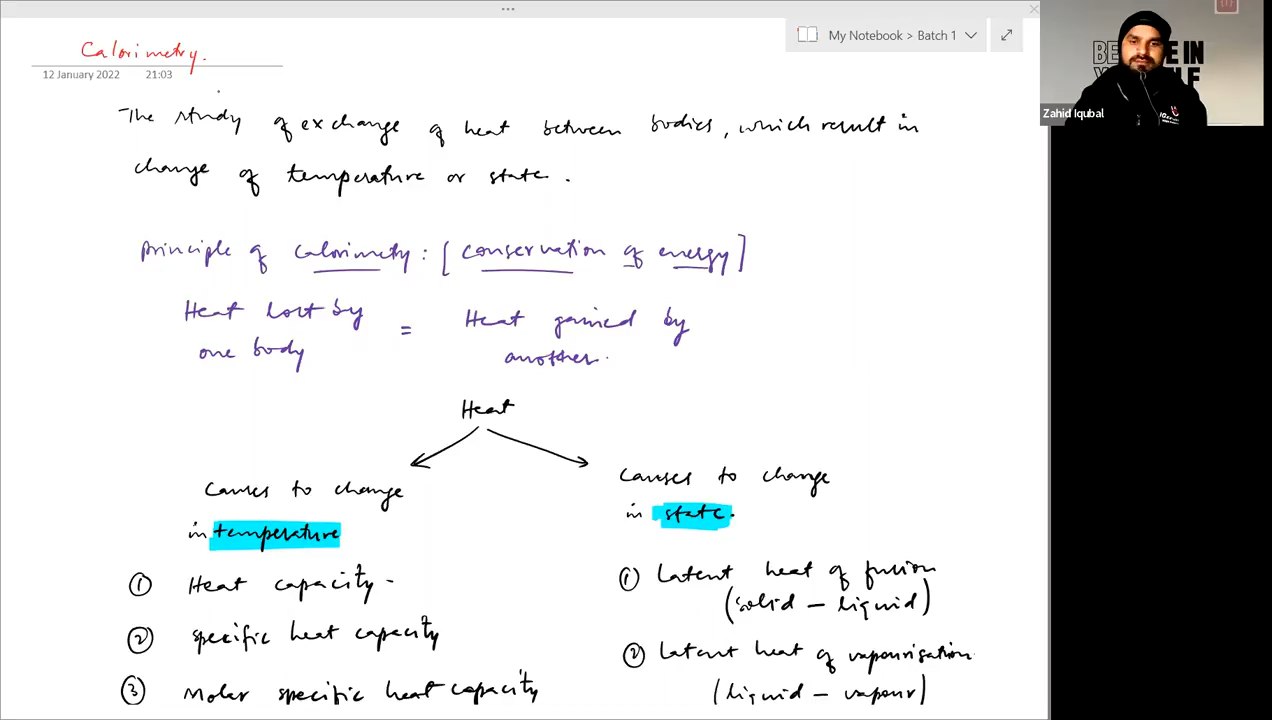 My Notebook > Batch 1
Calorimetry.
12 January 2022 21:03
The study of exchange of heat between bodies, which result in
change of temperature or state.
Principle of Calorimety: [conservation of energy]
Heat lost by
one body
=
Heat gained by
another.
Heat
Causes to change
in temperature
① Heat capacity-
② specific heat capacity
③ Molar specific heat capacity
Causes to change
in state.
① Latent heat of fusion
(solid – liquid)
② Latent heat of vapourisation
(liquid – vapour)
IN
Zahid Iqubal